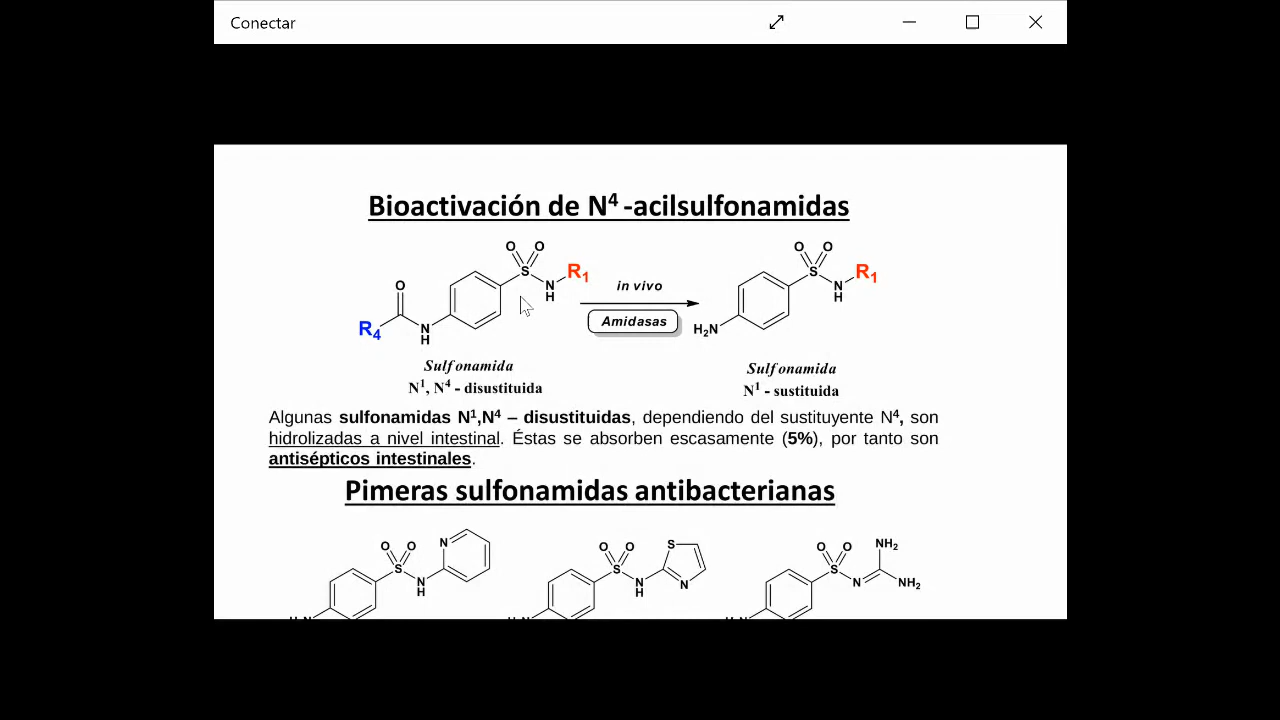 Conectar
Bioactivación de N⁴ -acilsulfonamidas
O O
S
R₁
O
N
H
in vivo
Amidasas
R₄
N
H
O O
S
R₁
N
H
H₂N
Sulfonamida
N¹, N⁴ - disustituida
Sulfonamida
N¹ - sustituida
Algunas sulfonamidas N¹,N⁴ – disustituidas, dependiendo del sustituyente N⁴, son
hidrolizadas a nivel intestinal. Éstas se absorben escasamente (5%), por tanto son
antisépticos intestinales.
Pimeras sulfonamidas antibacterianas
O O
S
N
N
H
O O
S
S
N
H
N
O O
S
NH₂
N
NH₂